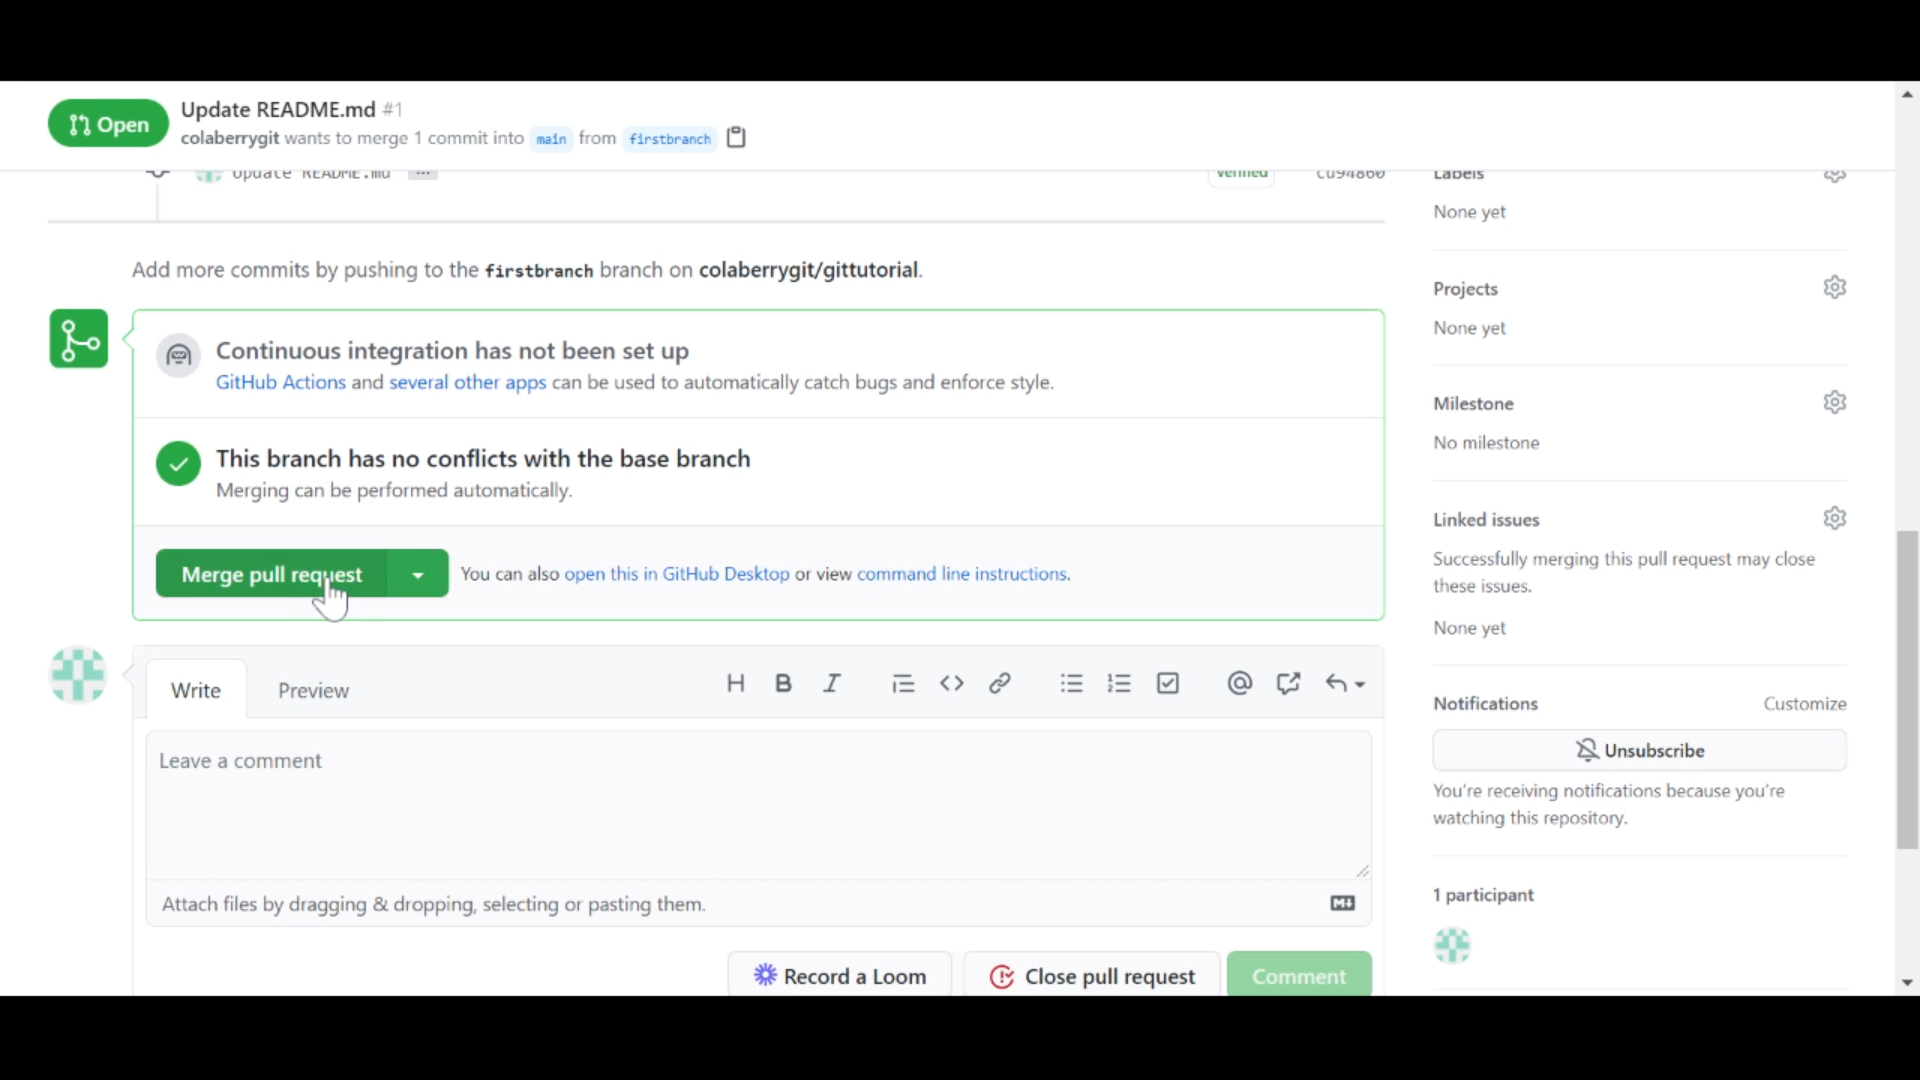 Open
Update README.md #1
colaberrygit wants to merge 1 commit into main from firstbranch
Update README.md ...
Verified
Labels
None yet
Add more commits by pushing to the firstbranch branch on colaberrygit/gittutorial.
Projects
None yet
Continuous integration has not been set up
GitHub Actions and several other apps can be used to automatically catch bugs and enforce style.
Milestone
No milestone
This branch has no conflicts with the base branch
Merging can be performed automatically.
Linked issues
Successfully merging this pull request may close
these issues.
None yet
Merge pull request
You can also open this in GitHub Desktop or view command line instructions.
Write
Preview
H B I
Notifications
Customize
Unsubscribe
You're receiving notifications because you're
watching this repository.
Leave a comment
Attach files by dragging & dropping, selecting or pasting them.
1 participant
Record a Loom
Close pull request
Comment